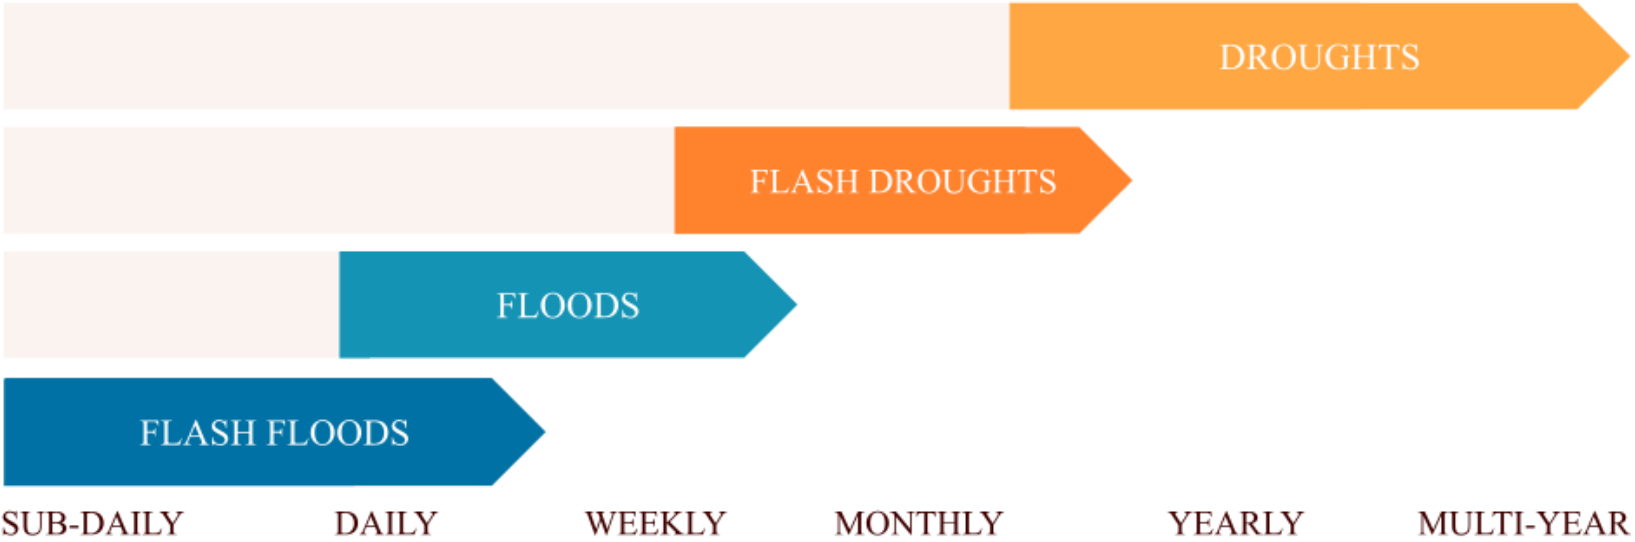 DROUGHTS
FLASH DROUGHTS
FLOODS
FLASH FLOODS
SUB-DAILY DAILY WEEKLY MONTHLY YEARLY MULTI-YEAR